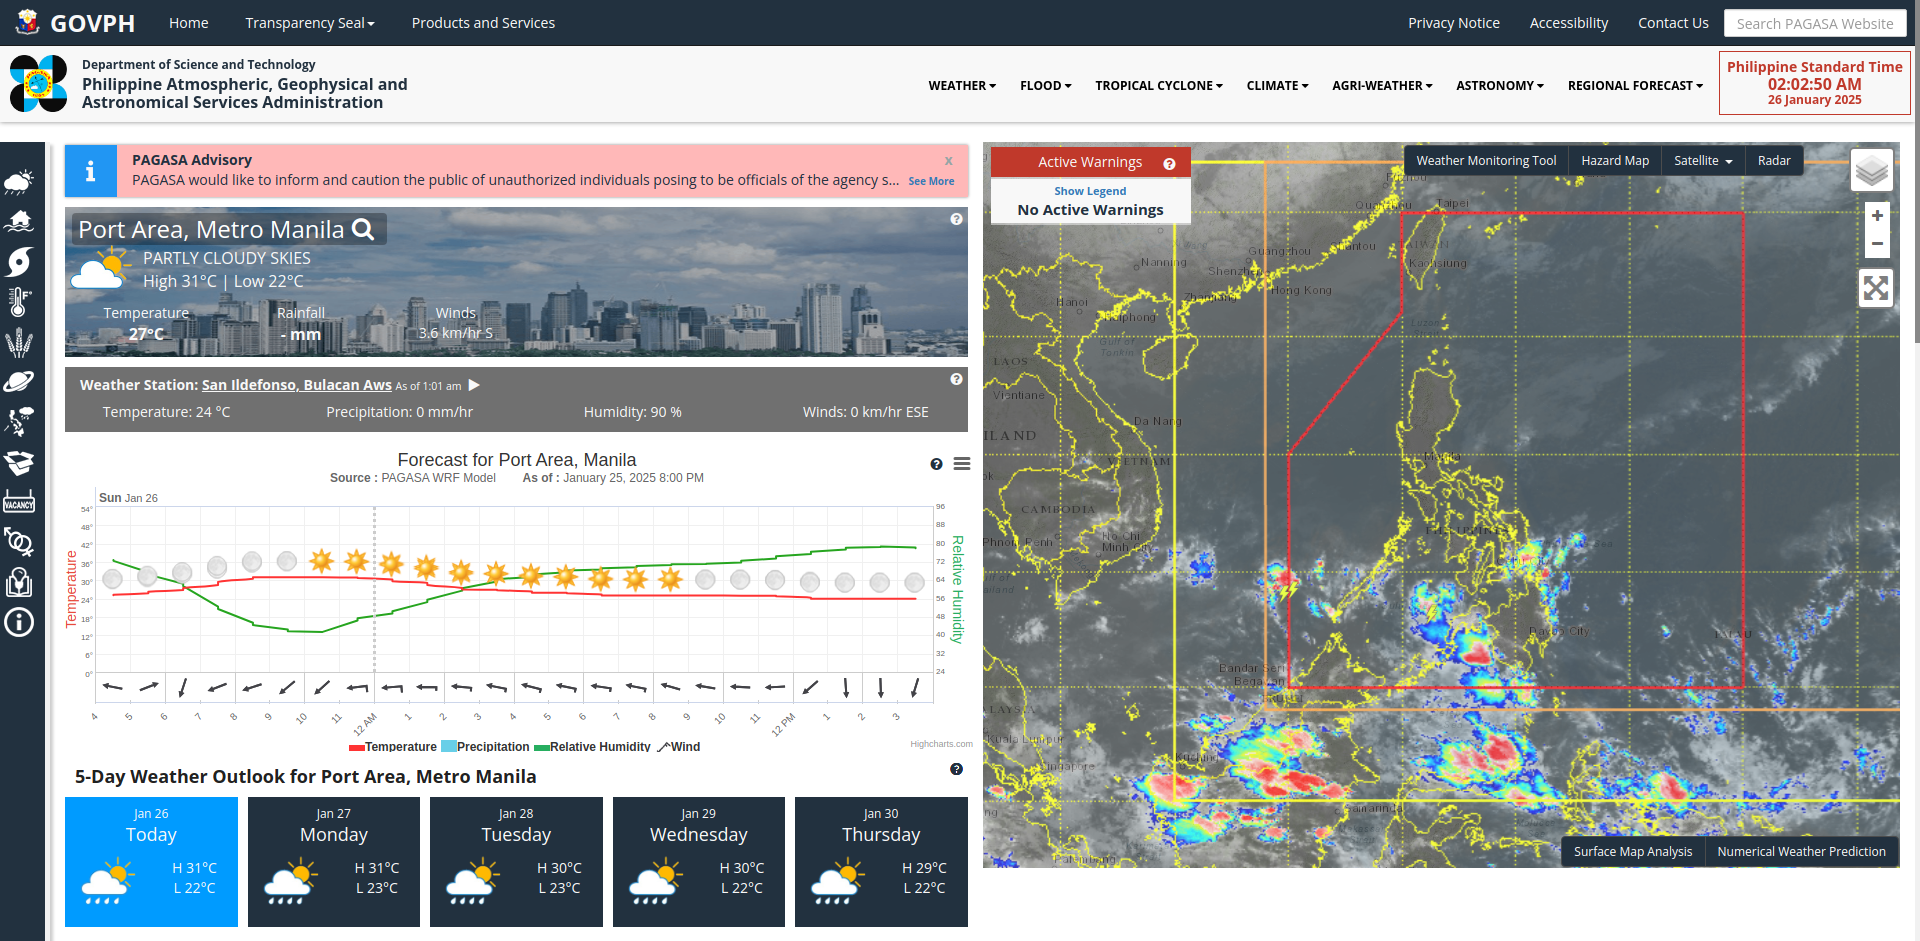 GOVPH
Home
Transparency Seal
Products and Services
Privacy Notice
Accessibility
Contact Us
Search PAGASA Website
Department of Science and Technology
Philippine Atmospheric, Geophysical and
Astronomical Services Administration
WEATHER
FLOOD
TROPICAL CYCLONE
CLIMATE
AGRI-WEATHER
ASTRONOMY
REGIONAL FORECAST
Philippine Standard Time
02:02:50 AM
26 January 2025
VACANCY
PAGASA Advisory
x
PAGASA would like to inform and caution the public of unauthorized individuals posing to be officials of the agency s... See More
Port Area, Metro Manila
PARTLY CLOUDY SKIES
High 31°C | Low 22°C
Temperature
27°C
Rainfall
- mm
Winds
3.6 km/hr S
Weather Station: San Ildefonso, Bulacan Aws As of 1:01 am
Temperature: 24 °C
Precipitation: 0 mm/hr
Humidity: 90 %
Winds: 0 km/hr ESE
Forecast for Port Area, Manila
Source : PAGASA WRF Model As of : January 25, 2025 8:00 PM
Sun Jan 26
Temperature
54°
48°
42°
36°
30°
24°
18°
12°
6°
0°
96
88
80
72
64
56
48
40
32
24
Relative Humidity
4 5 6 7 8 9 10 11 12 AM 1 2 3 4 5 6 7 8 9 10 11 12 PM 1 2 3
Temperature Precipitation Relative Humidity Wind
Highcharts.com
5-Day Weather Outlook for Port Area, Metro Manila
Jan 26
Today
H 31°C
L 22°C
Jan 27
Monday
H 31°C
L 23°C
Jan 28
Tuesday
H 30°C
L 23°C
Jan 29
Wednesday
H 30°C
L 22°C
Jan 30
Thursday
H 29°C
L 22°C
Active Warnings
Show Legend
No Active Warnings
Weather Monitoring Tool
Hazard Map
Satellite
Radar
+
−
Taipei
Guangzhou
Nanning
Kaohsiung
Hong Kong
Hanoi
Haiphong
Gulf of
Tonkin
Luzon
LAOS
Vientiane
Da Nang
VIETNAM
CAMBODIA
Phnom Penh
Ho Chi
Minh City
Manila
Davao City
PALAU
Bandar Seri
Begawan
Kuala Lumpur
Singapore
Kuching
Samarinda
Surface Map Analysis
Numerical Weather Prediction